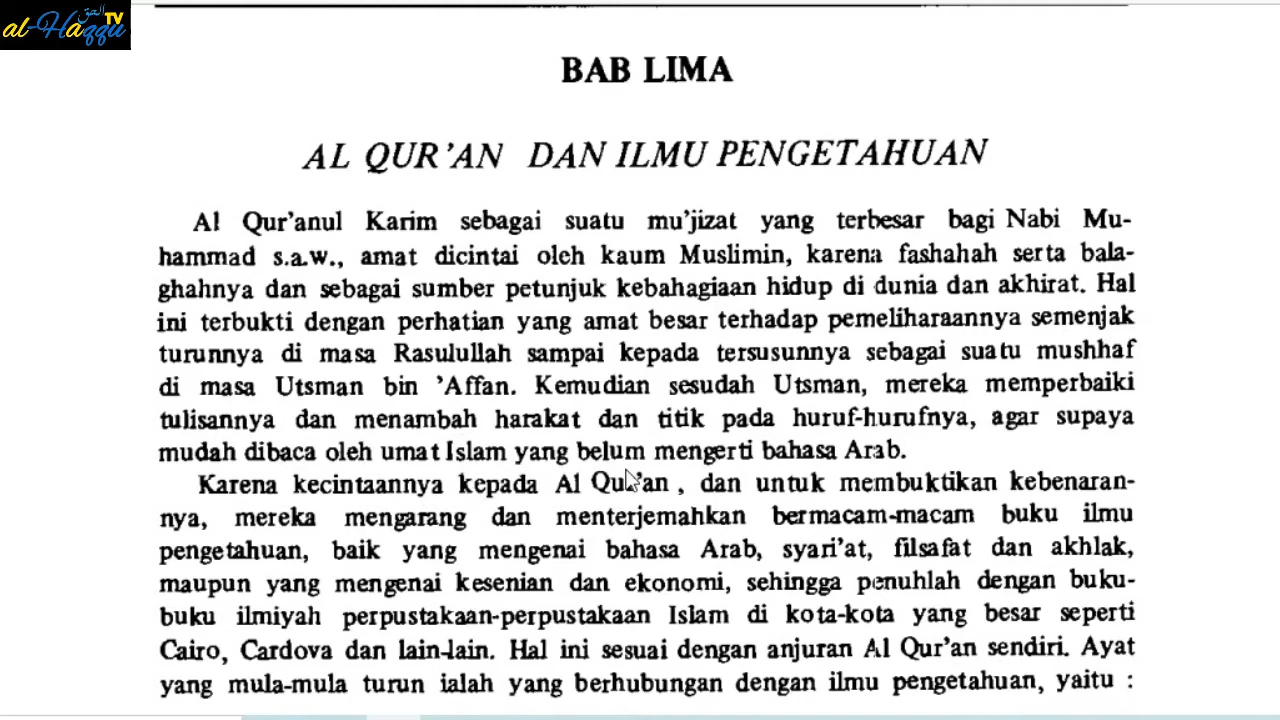 الحق
al-Haqqu TV
BAB LIMA
AL QUR'AN DAN ILMU PENGETAHUAN
Al Qur'anul Karim sebagai suatu mu'jizat yang terbesar bagi Nabi Mu-
hammad s.a.w., amat dicintai oleh kaum Muslimin, karena fashahah serta bala-
ghahnya dan sebagai sumber petunjuk kebahagiaan hidup di dunia dan akhirat. Hal
ini terbukti dengan perhatian yang amat besar terhadap pemeliharaannya semenjak
turunnya di masa Rasulullah sampai kepada tersusunnya sebagai suatu mushhaf
di masa Utsman bin 'Affan. Kemudian sesudah Utsman, mereka memperbaiki
tulisannya dan menambah harakat dan titik pada huruf-hurufnya, agar supaya
mudah dibaca oleh umat Islam yang belum mengerti bahasa Arab.
Karena kecintaannya kepada Al Qur'an , dan untuk membuktikan kebenaran-
nya, mereka mengarang dan menterjemahkan bermacam-macam buku ilmu
pengetahuan, baik yang mengenai bahasa Arab, syari'at, filsafat dan akhlak,
maupun yang mengenai kesenian dan ekonomi, sehingga penuhlah dengan buku-
buku ilmiyah perpustakaan-perpustakaan Islam di kota-kota yang besar seperti
Cairo, Cardova dan lain-lain. Hal ini sesuai dengan anjuran Al Qur'an sendiri. Ayat
yang mula-mula turun ialah yang berhubungan dengan ilmu pengetahuan, yaitu :